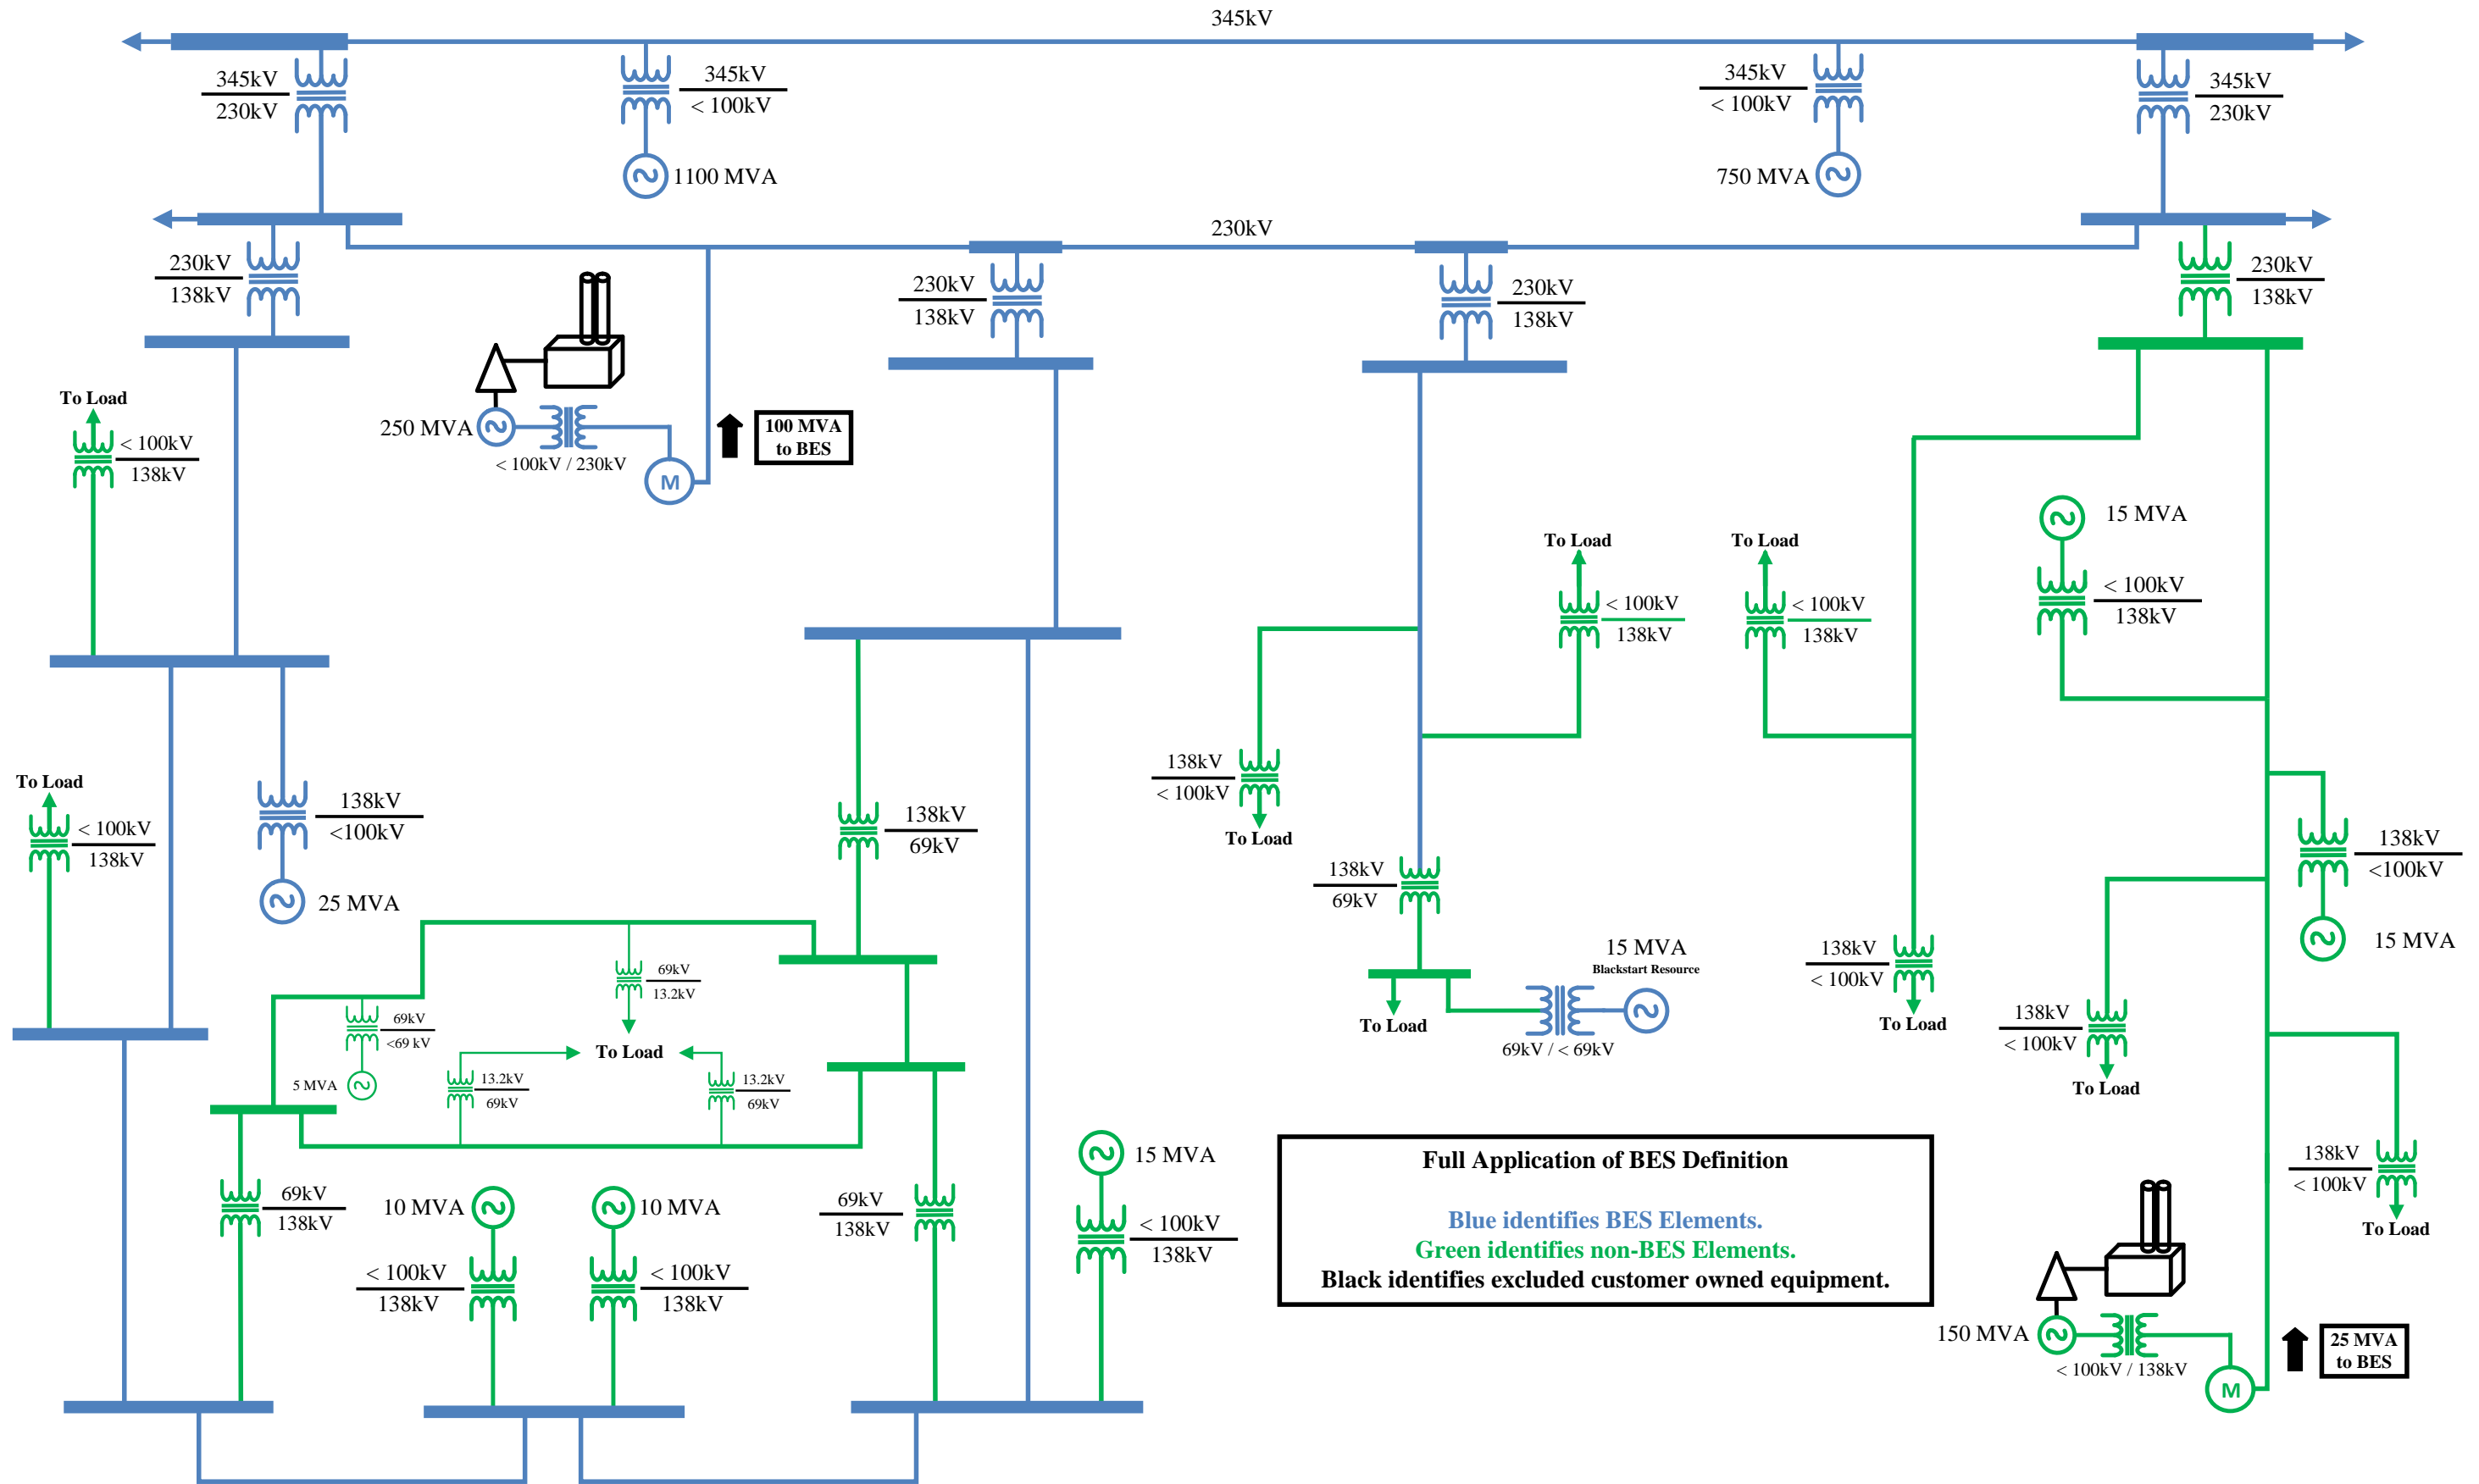 345kV
345kV
230kV
345kV
< 100kV
345kV
< 100kV
345kV
230kV
1100 MVA
750 MVA
230kV
230kV
138kV
230kV
138kV
230kV
138kV
230kV
138kV
To Load
< 100kV
138kV
250 MVA
< 100kV / 230kV
M
100 MVA
to BES
To Load
< 100kV
138kV
To Load
< 100kV
138kV
15 MVA
< 100kV
138kV
To Load
< 100kV
138kV
138kV
<100kV
25 MVA
138kV
69kV
138kV
< 100kV
To Load
138kV
69kV
To Load
15 MVA
Blackstart Resource
69kV / < 69kV
138kV
< 100kV
To Load
138kV
<100kV
15 MVA
69kV
13.2kV
69kV
<69 kV
5 MVA
To Load
13.2kV
69kV
13.2kV
69kV
138kV
< 100kV
To Load
138kV
< 100kV
To Load
69kV
138kV
10 MVA
< 100kV
138kV
10 MVA
< 100kV
138kV
69kV
138kV
15 MVA
< 100kV
138kV
Full Application of BES Definition
Blue identifies BES Elements.
Green identifies non-BES Elements.
Black identifies excluded customer owned equipment.
150 MVA
< 100kV / 138kV
M
25 MVA
to BES